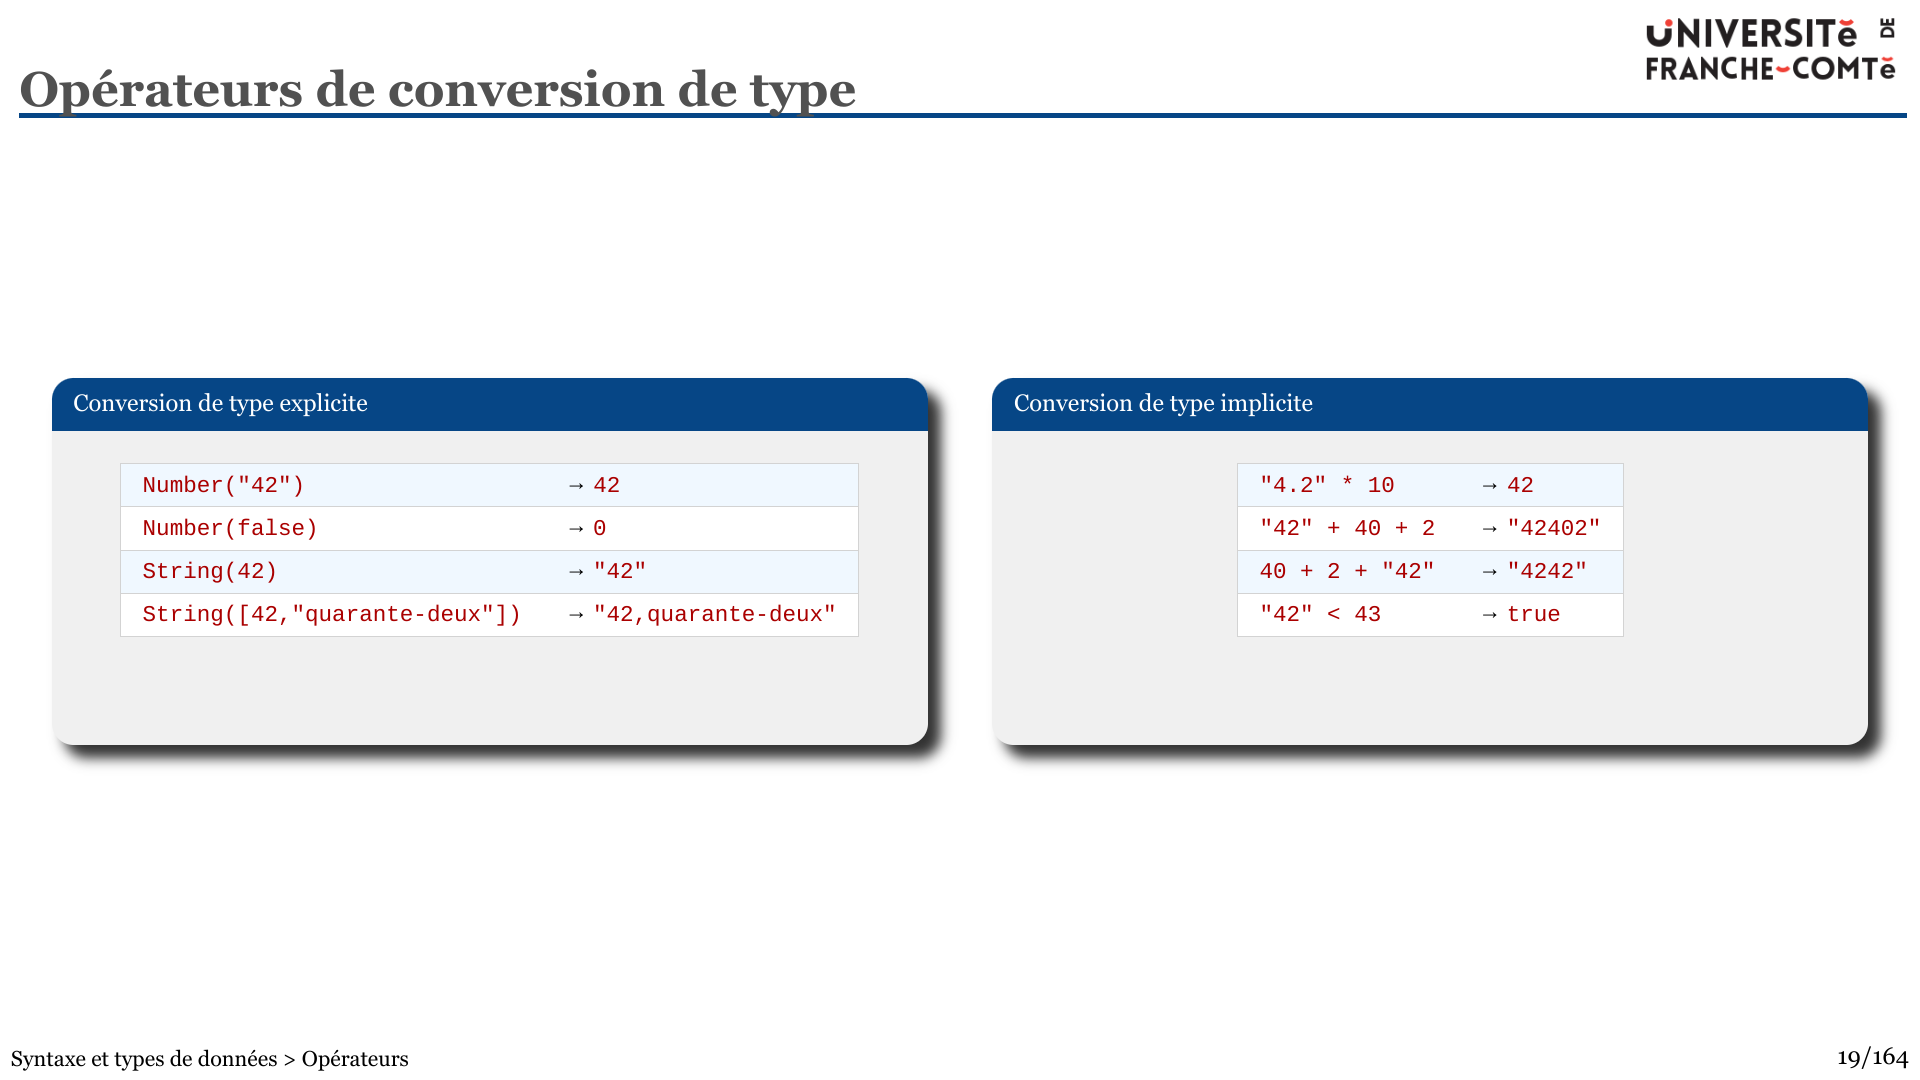 UNIVERSITĕ DE
FRANCHE-COMTĕ
Opérateurs de conversion de type
Conversion de type explicite
Number("42") → 42
Number(false) → 0
String(42) → "42"
String([42,"quarante-deux"]) → "42,quarante-deux"
Conversion de type implicite
"4.2" * 10 → 42
"42" + 40 + 2 → "42402"
40 + 2 + "42" → "4242"
"42" < 43 → true
Syntaxe et types de données > Opérateurs
19/164